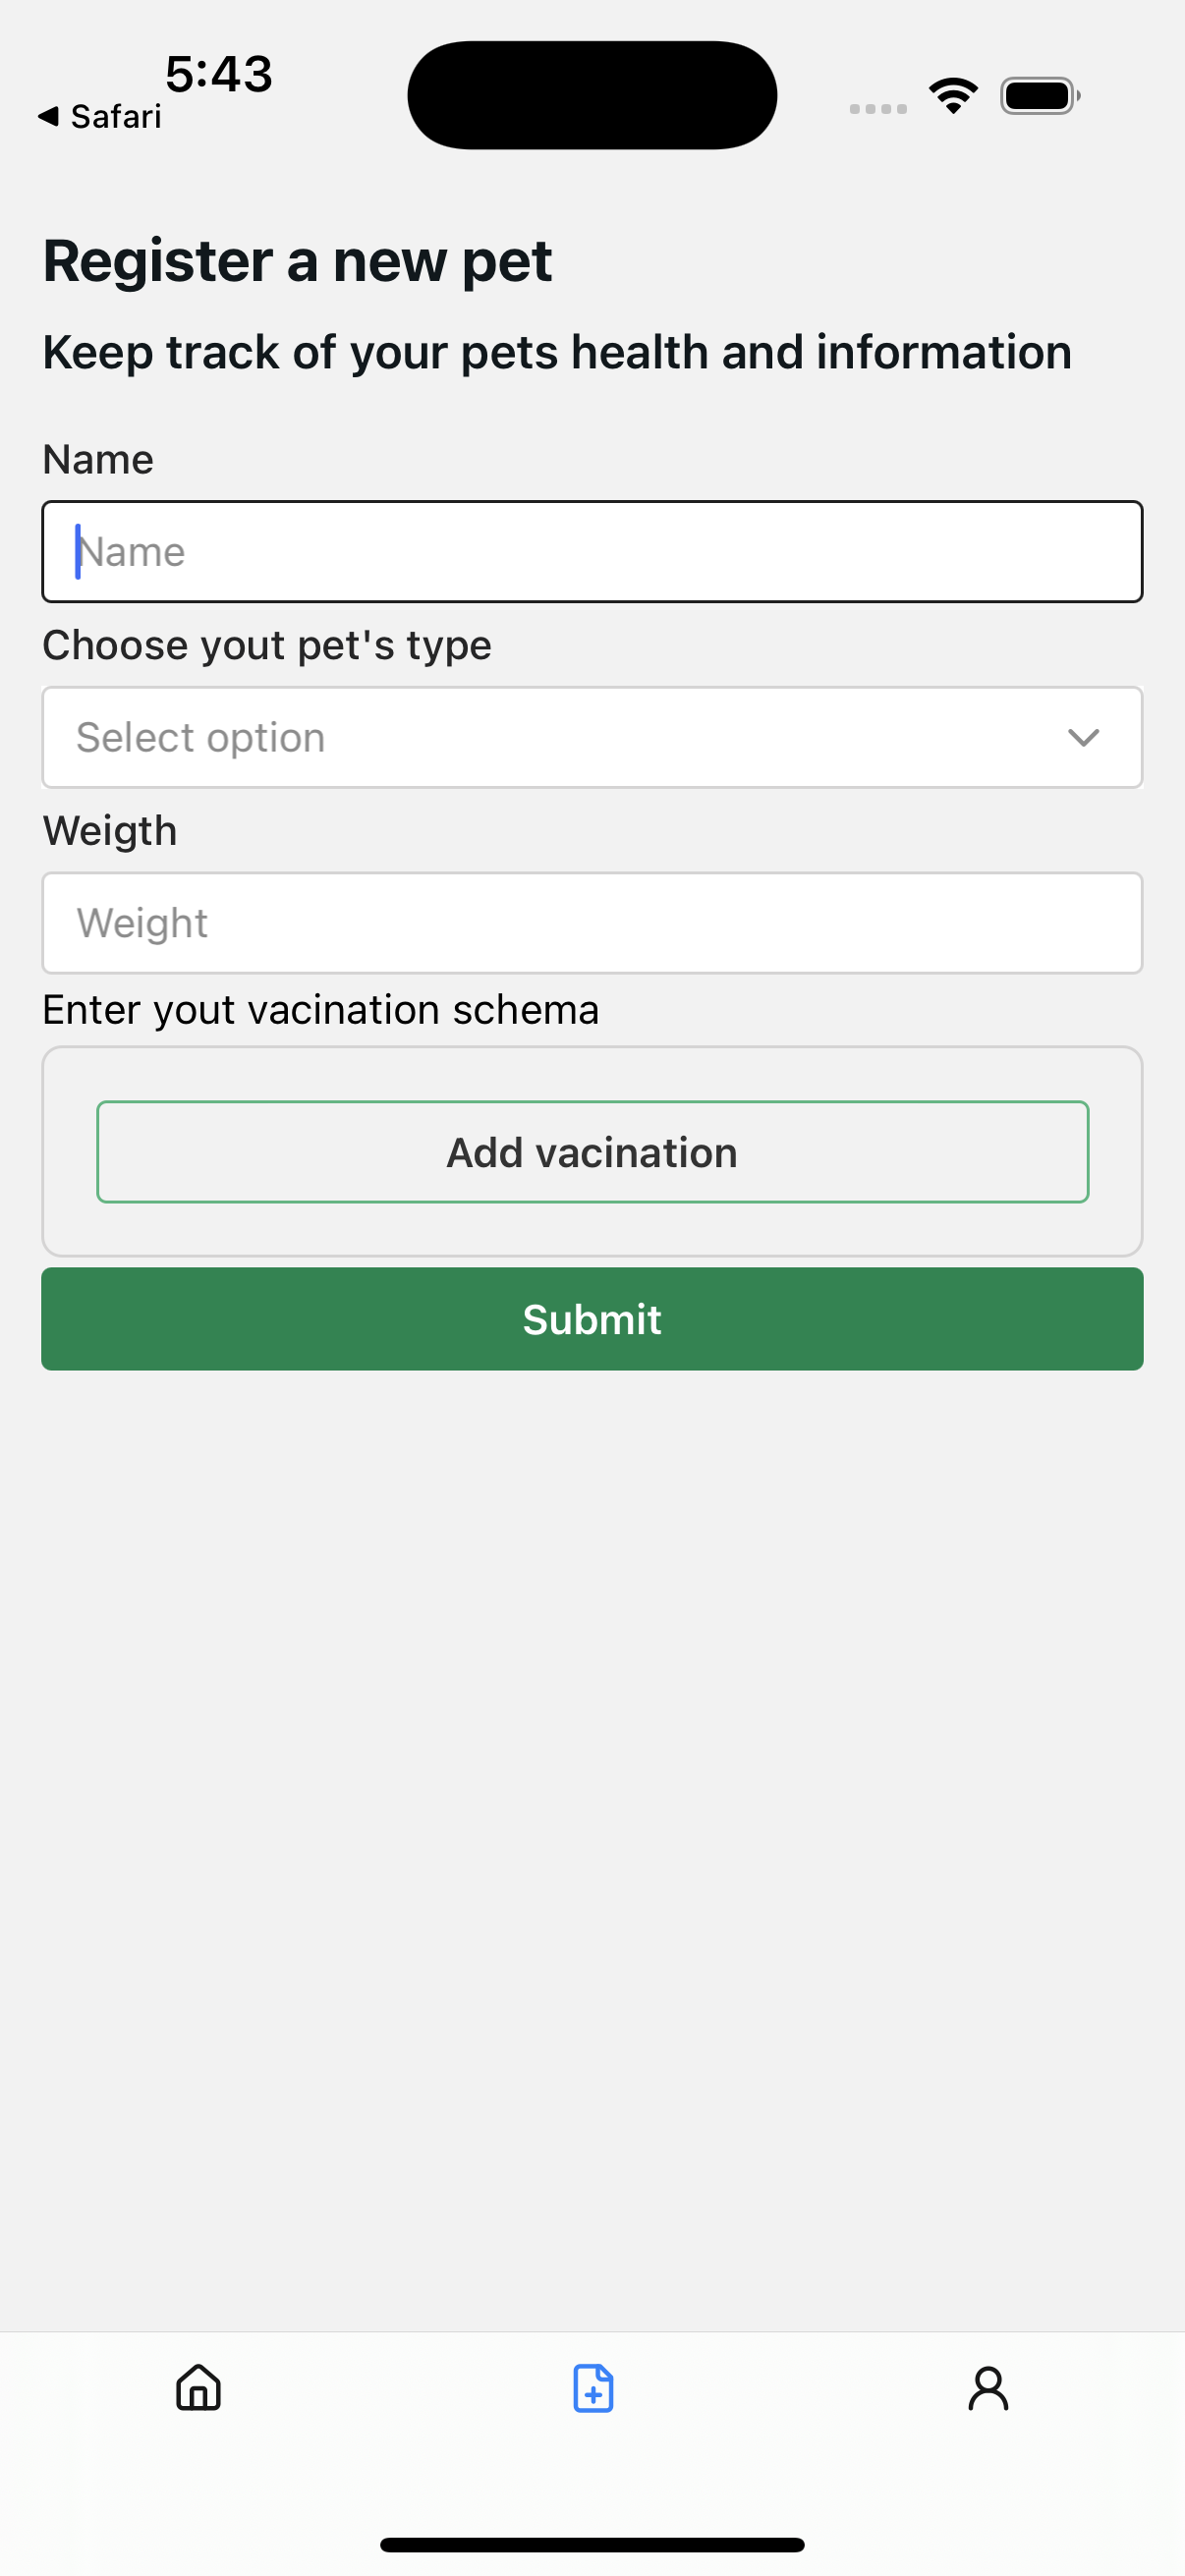 5:43
Safari
Register a new pet
Keep track of your pets health and information
Name
Name
Choose yout pet's type
Select option
Weigth
Weight
Enter yout vacination schema
Add vacination
Submit